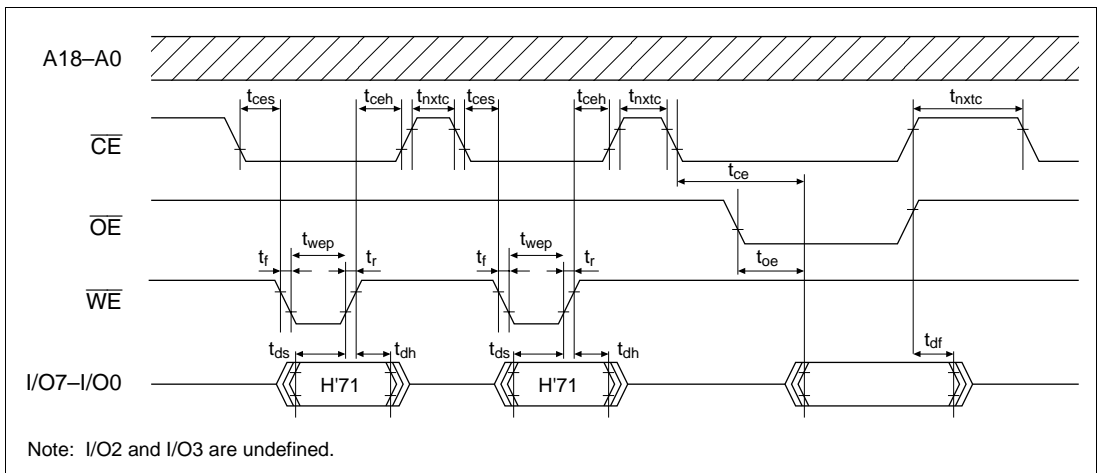 A18–A0
tces tceh tnxtc tces tceh tnxtc tnxtc
CE
tce
OE
twep twep
tf tr tf tr toe
WE
tds tdh tds tdh tdf
I/O7–I/O0 H'71 H'71
Note: I/O2 and I/O3 are undefined.